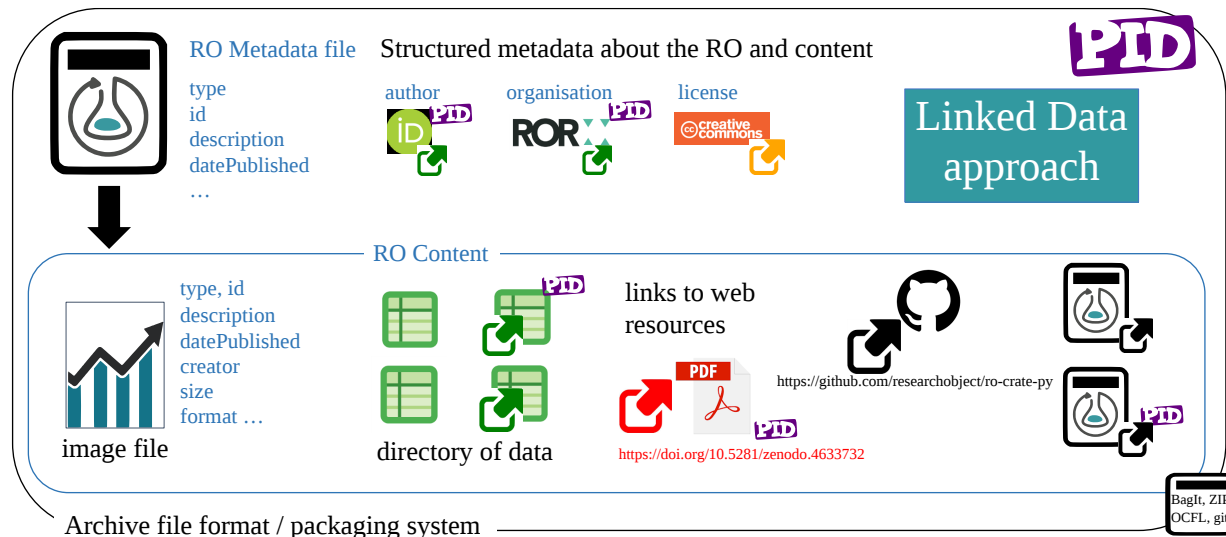 RO Metadata file
Structured metadata about the RO and content
PID
type
id
description
datePublished
…
author
organisation
license
iD
PID
ROR
PID
creative
commons
cc
Linked Data
approach
RO Content
type, id
description
datePublished
creator
size
format …
image file
PID
directory of data
links to web
resources
PDF
PID
https://doi.org/10.5281/zenodo.4633732
https://github.com/researchobject/ro-crate-py
PID
Archive file format / packaging system
BagIt, ZIP
OCFL, git